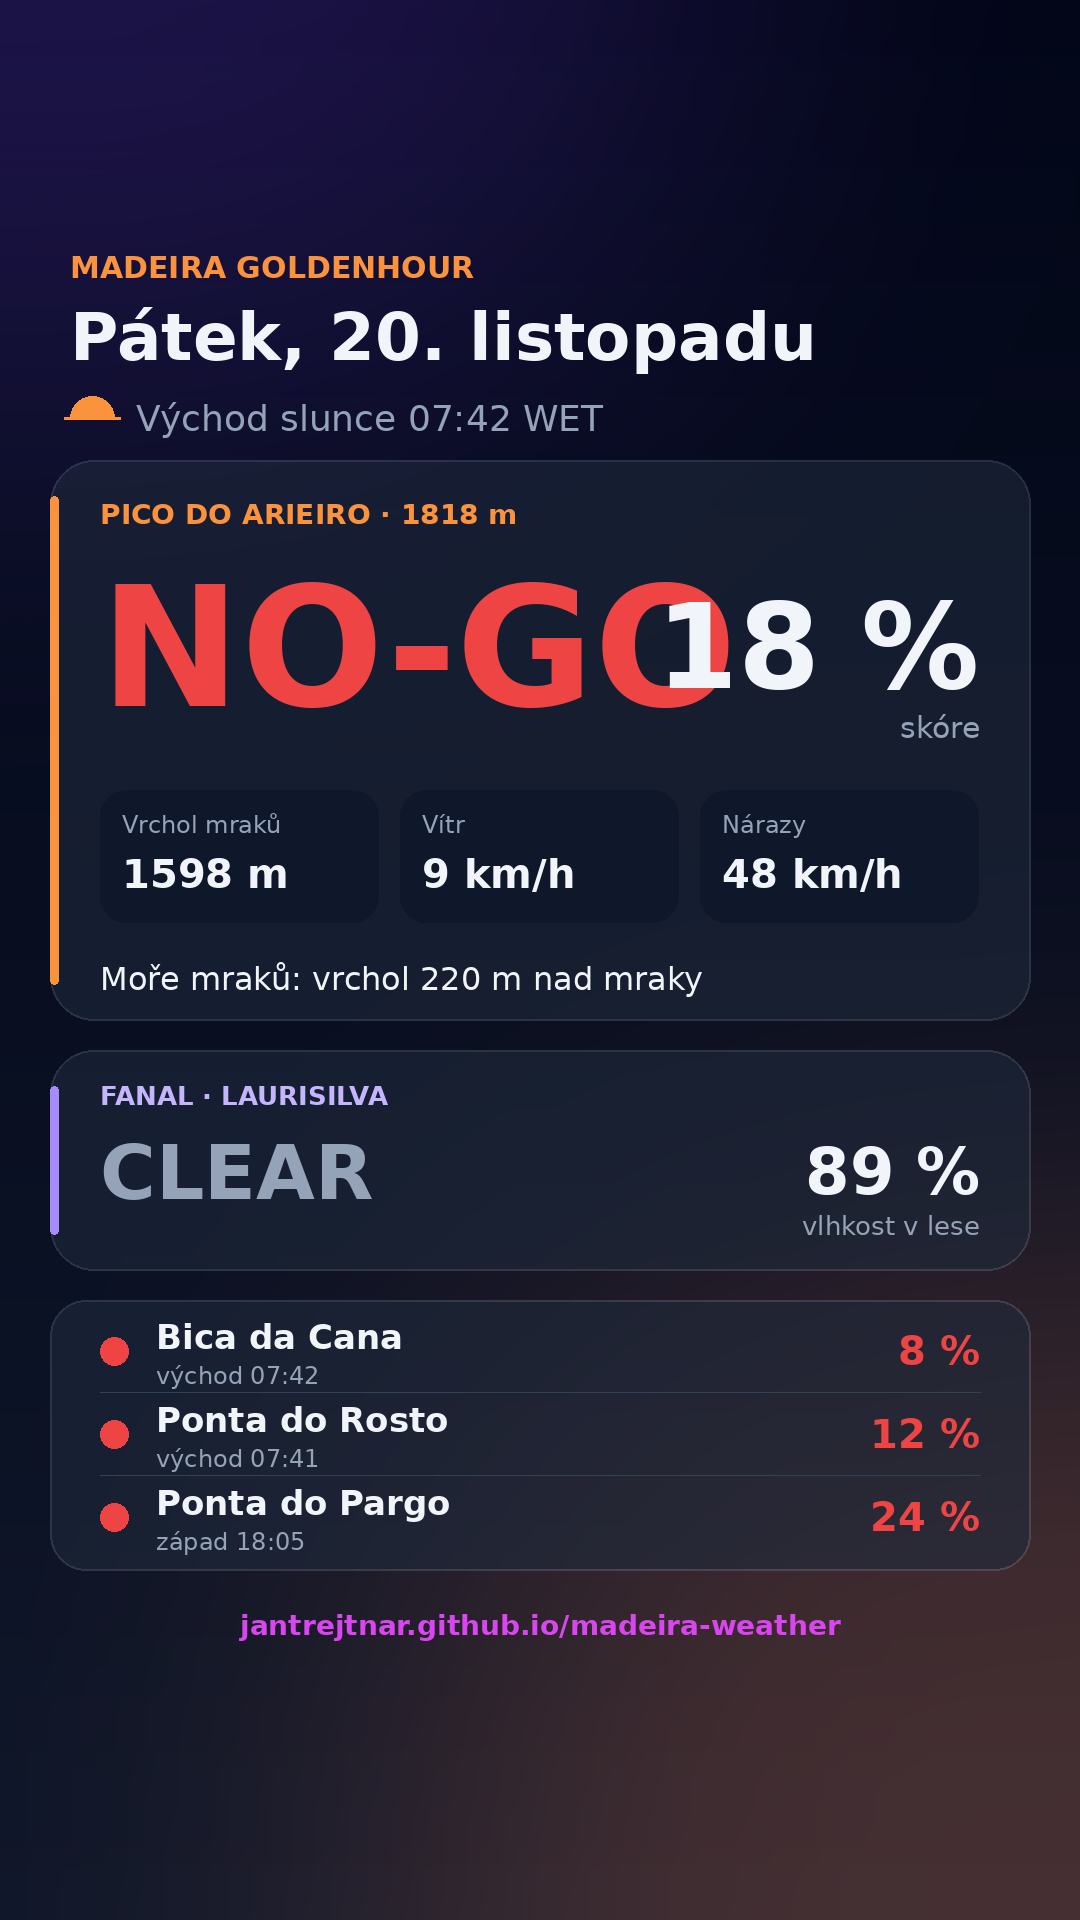 MADEIRA GOLDENHOUR
Pátek, 20. listopadu
Východ slunce 07:42 WET
PICO DO ARIEIRO · 1818 m
NO-GO 18 %
skóre
Vrchol mraků Vítr Nárazy
1598 m 9 km/h 48 km/h
Moře mraků: vrchol 220 m nad mraky
FANAL · LAURISILVA
CLEAR 89 %
vlhkost v lese
Bica da Cana 8 %
východ 07:42
Ponta do Rosto 12 %
východ 07:41
Ponta do Pargo 24 %
západ 18:05
jantrejtnar.github.io/madeira-weather